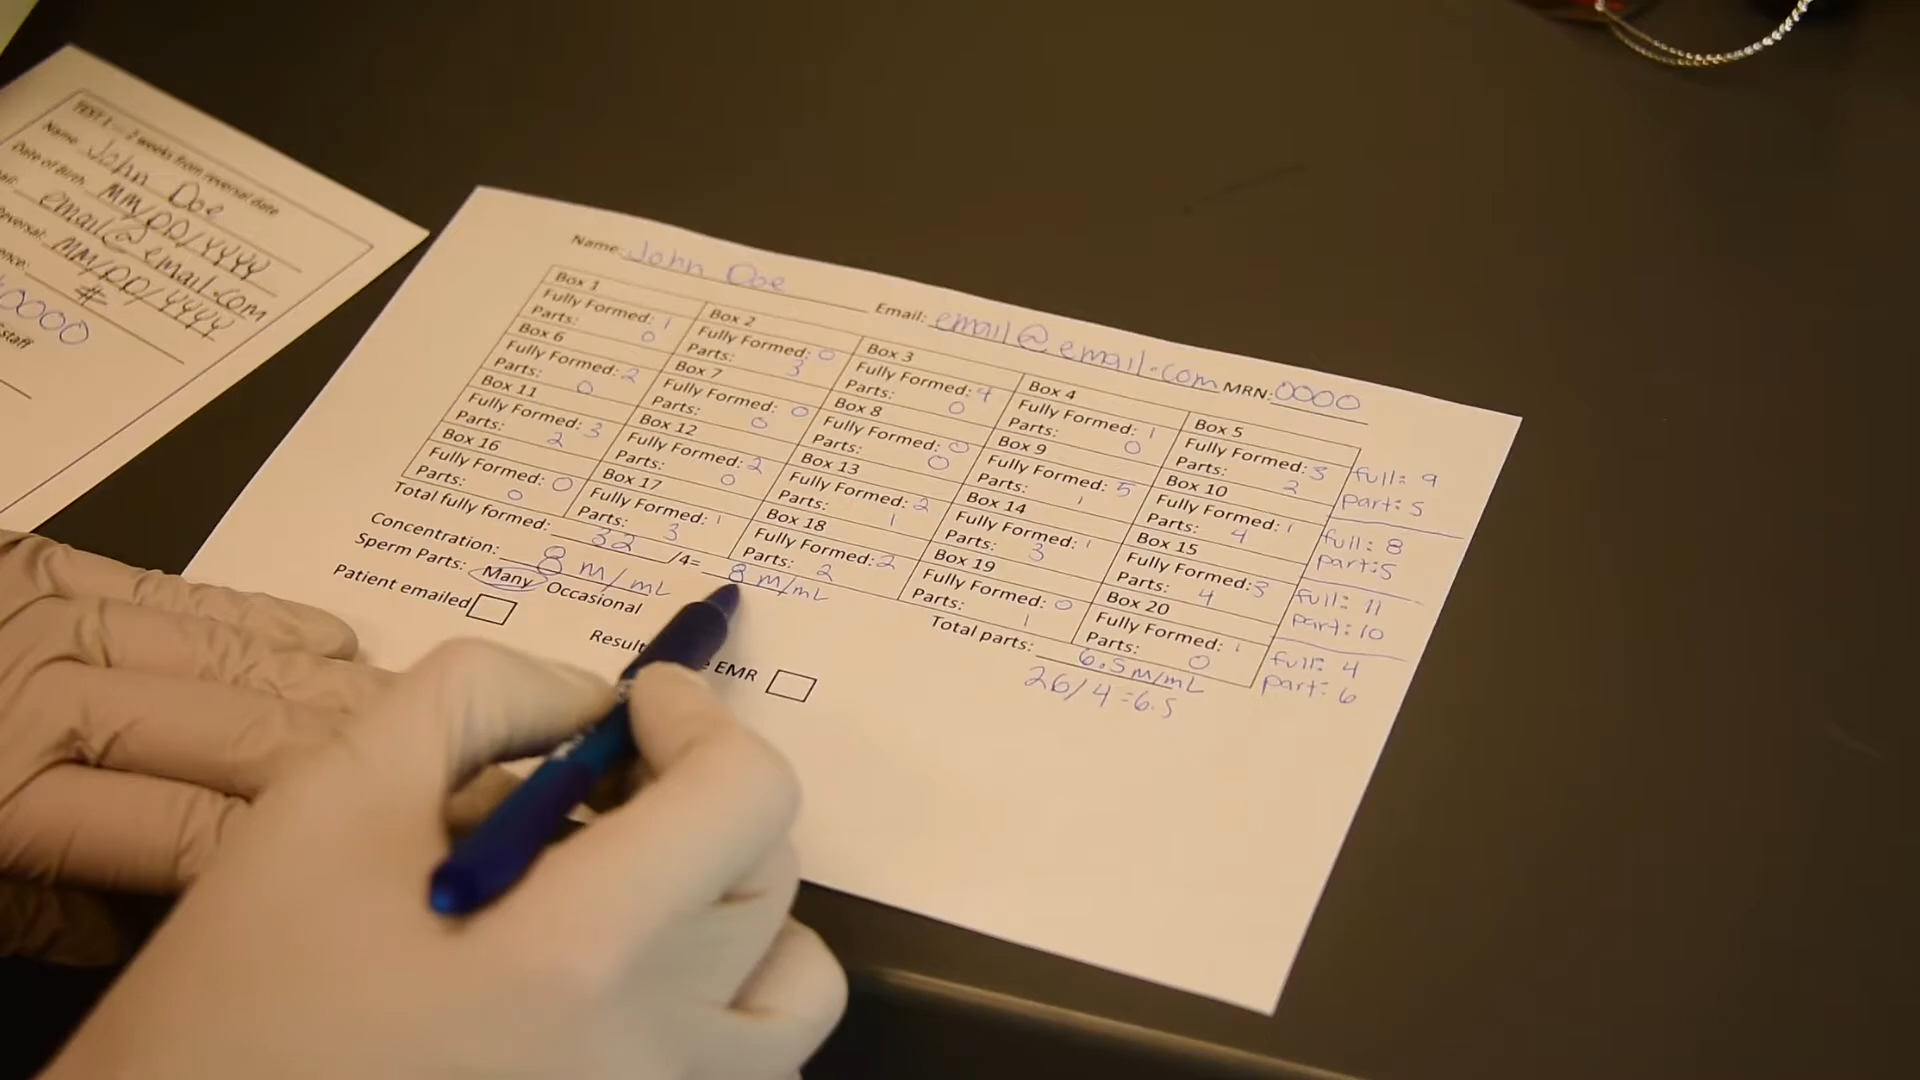 TEST 1 - 2 weeks from reversal date
Name: John Doe
Date of Birth: MM/DD/YYYY
email@email.com
MM/DD/YYYY
#
0000
Name: John Doe Email: email@email.com MRN: 0000
Box 1
Fully Formed: 1
Parts: 0
Box 2
Fully Formed: 0
Parts: 3
Box 3
Fully Formed: 4
Parts: 0
Box 4
Fully Formed: 1
Parts: 0
Box 5
Fully Formed: 3
Parts: 2
full: 9
part: 5
Box 6
Fully Formed: 2
Parts: 0
Box 7
Fully Formed: 0
Parts: 0
Box 8
Fully Formed: 0
Parts: 0
Box 9
Fully Formed: 5
Parts: 1
Box 10
Fully Formed: 1
Parts: 4
full: 8
part: 5
Box 11
Fully Formed: 3
Parts: 2
Box 12
Fully Formed: 2
Parts: 0
Box 13
Fully Formed: 2
Parts: 1
Box 14
Fully Formed: 1
Parts: 3
Box 15
Fully Formed: 3
Parts: 4
full: 11
part: 10
Box 16
Fully Formed: 0
Parts: 0
Box 17
Fully Formed: 1
Parts: 3
Box 18
Fully Formed: 2
Parts: 2
Box 19
Fully Formed: 0
Parts: 1
Box 20
Fully Formed: 1
Parts: 0
full: 4
part: 6
Total fully formed: 32 /4= 8 m/mL Total parts: 6.5 m/mL
26/4=6.5
Concentration: 8 m/mL
Sperm Parts: Many Occasional
Patient emailed
EMR